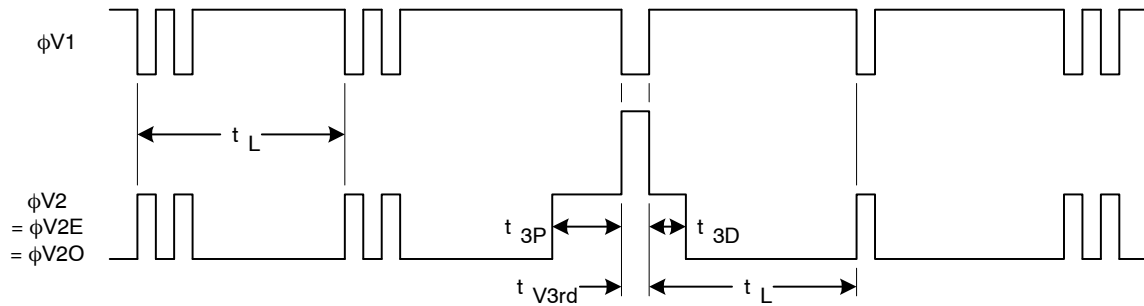 ϕV1
t L
ϕV2
= ϕV2E
= ϕV2O
t 3P
t 3D
t V3rd
t L